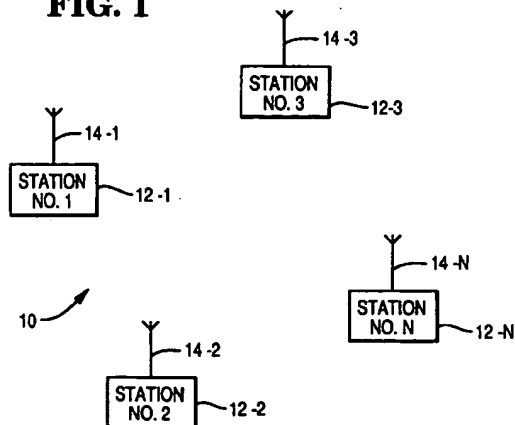 FIG. 1
14-3
STATION
NO. 3
12-3
14-1
STATION
NO. 1
12-1
14-N
STATION
NO. N
12-N
10
14-2
STATION
NO. 2
12-2